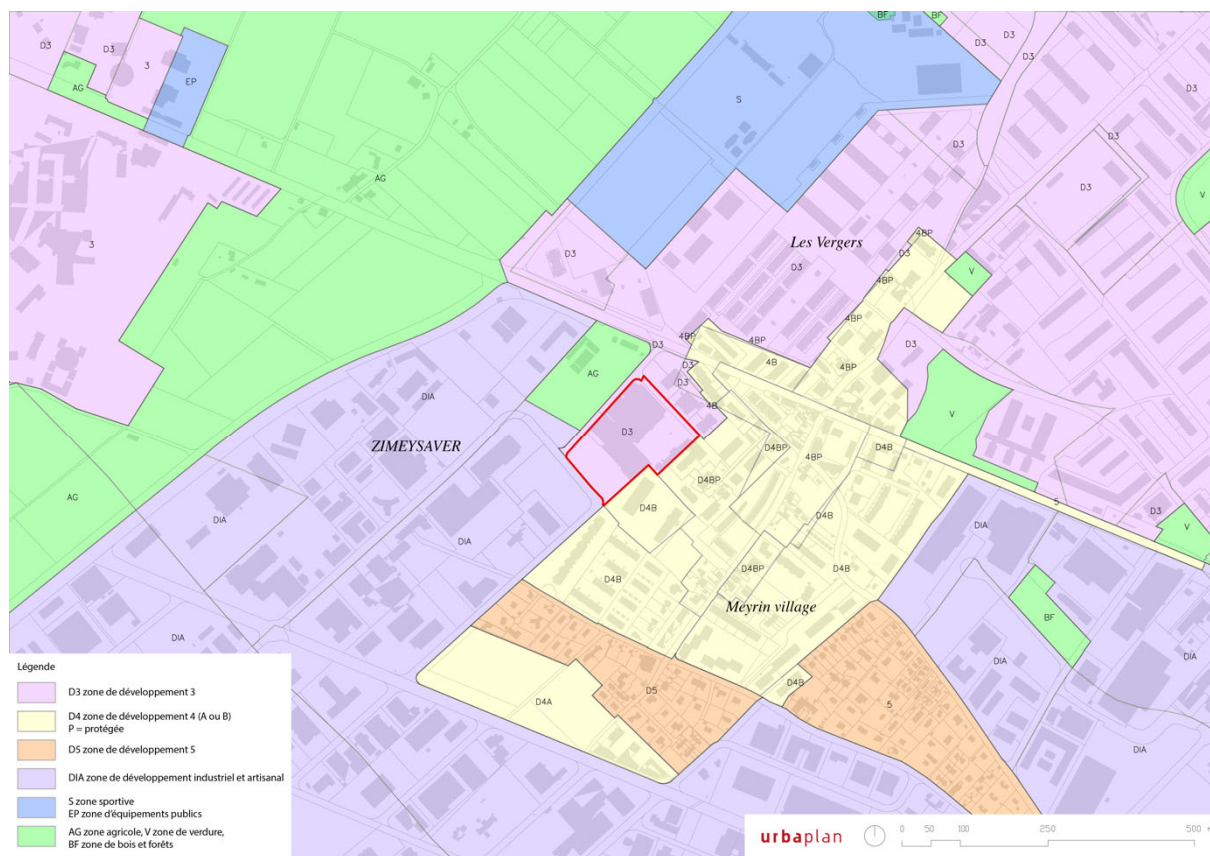 BF
BF
D3
D3
D3
D3
D3
D3
3
EP
AG
S
D3
D3
D3
D3
AG
V
3
Les Vergers
4BP
D3
D3
D3
4BP
V
4BP
D3
4BP
4BP
D3
4B
D3
D3
4BP
AG
DIA
4B
V
D3
ZIMEYSAVER
D4BP
4BP
D4B
D4BP
AG
D4B
5
D3
V
DIA
D4B
DIA
DIA
D4B
D4BP
D4B
Meyrin village
BF
DIA
DIA
DIA
D4B
D5
D4A
5
DIA
Légende
D3 zone de développement 3
D4 zone de développement 4 (A ou B)
P = protégée
D5 zone de développement 5
DIA zone de développement industriel et artisanal
S zone sportive
EP zone d'équipements publics
AG zone agricole, V zone de verdure,
BF zone de bois et forêts
urbaplan
0 50 100 250 500